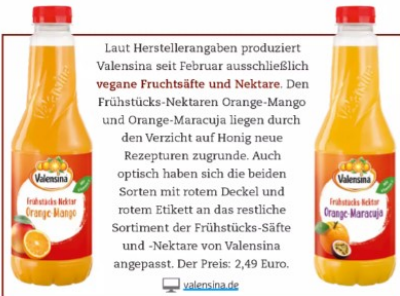 Laut Herstellerangaben produziert
Valensina seit Februar ausschließlich
vegane Fruchtsäfte und Nektare. Den
Frühstücks-Nektaren Orange-Mango
und Orange-Maracuja liegen durch
den Verzicht auf Honig neue
Rezepturen zugrunde. Auch
optisch haben sich die beiden
Sorten mit rotem Deckel und
rotem Etikett an das restliche
Sortiment der Frühstücks-Säfte
und -Nektare von Valensina
angepasst. Der Preis: 2,49 Euro.
valensina.de
Valensina
Valensina
Frühstücks-Nektar
Orange-Mango
Valensina
Valensina
Frühstücks-Nektar
Orange-Maracuja